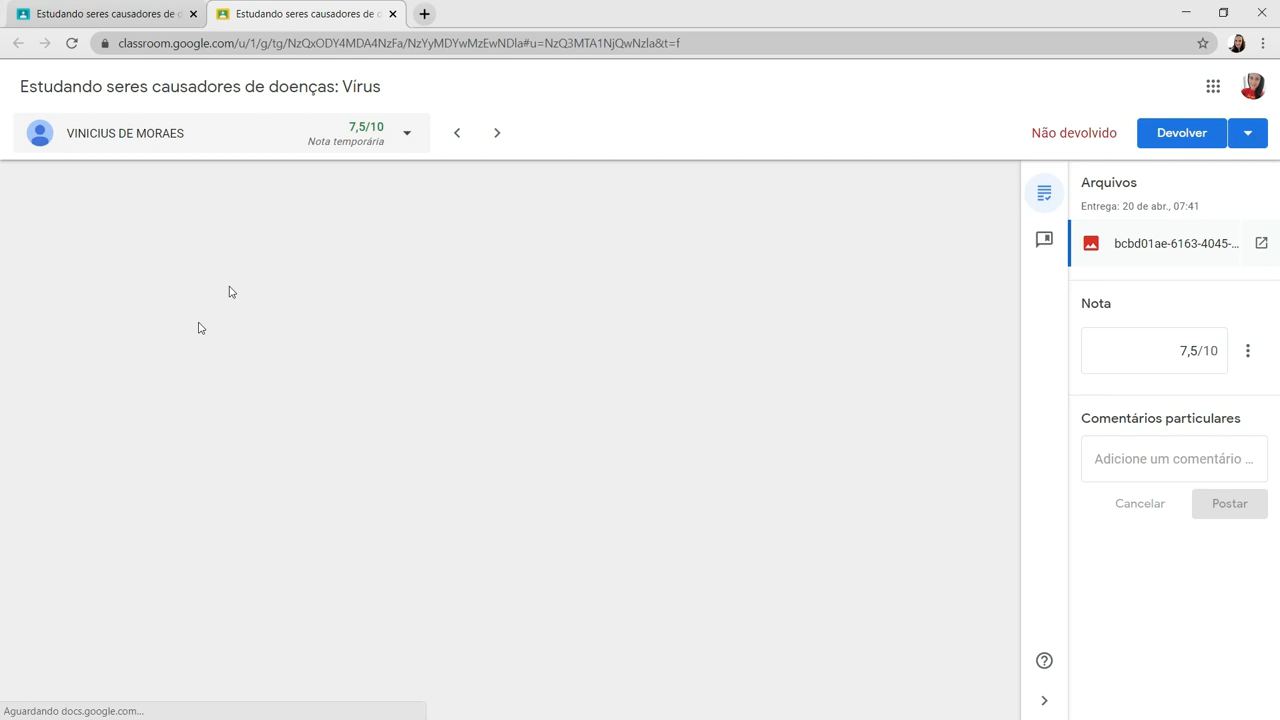 Estudando seres causadores de d
Estudando seres causadores de d
classroom.google.com/u/1/g/tg/NzQxODY4MDA4NzFa/NzYyMDYwMzEwNDla#u=NzQ3MTA1NjQwNzla&t=f
Estudando seres causadores de doenças: Vírus
VINICIUS DE MORAES
7,5/10
Nota temporária
Não devolvido
Devolver
Arquivos
Entrega: 20 de abr., 07:41
bcbd01ae-6163-4045-...
Nota
7,5/10
Comentários particulares
Adicione um comentário ...
Cancelar
Postar
Aguardando docs.google.com...